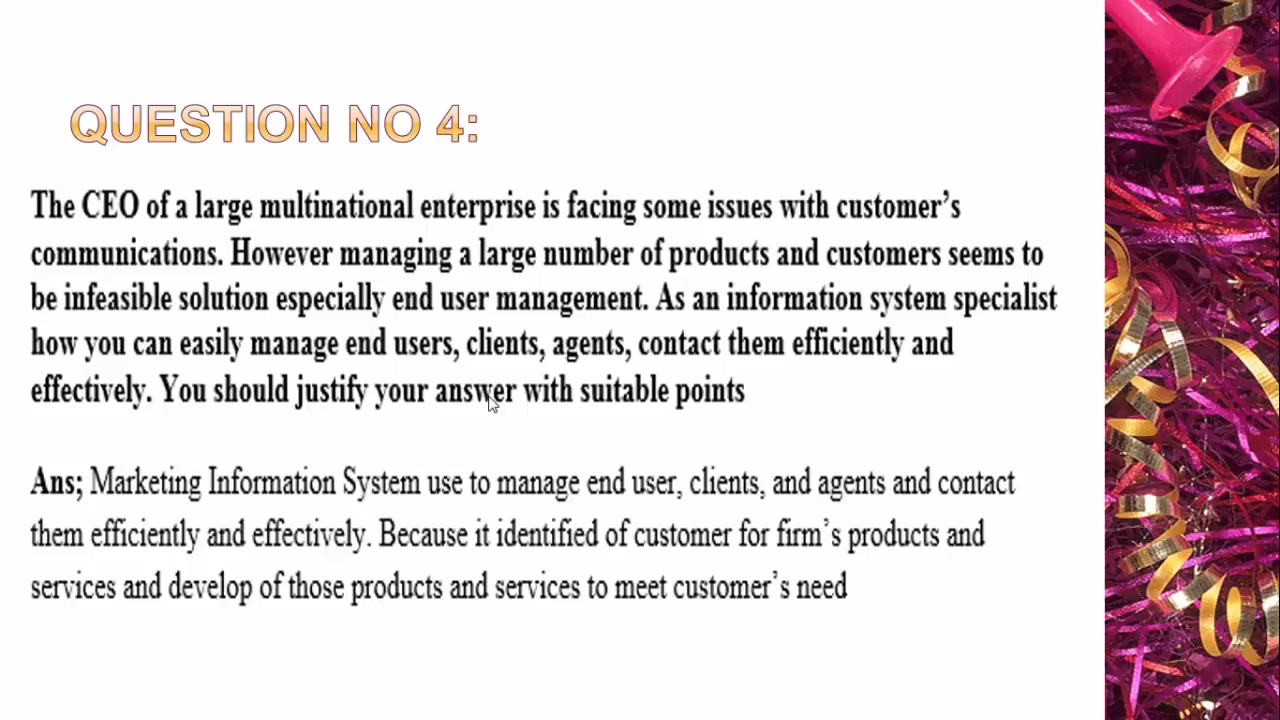 QUESTION NO 4:
The CEO of a large multinational enterprise is facing some issues with customer's
communications. However managing a large number of products and customers seems to
be infeasible solution especially end user management. As an information system specialist
how you can easily manage end users, clients, agents, contact them efficiently and
effectively. You should justify your answer with suitable points
Ans; Marketing Information System use to manage end user, clients, and agents and contact
them efficiently and effectively. Because it identified of customer for firm's products and
services and develop of those products and services to meet customer's need